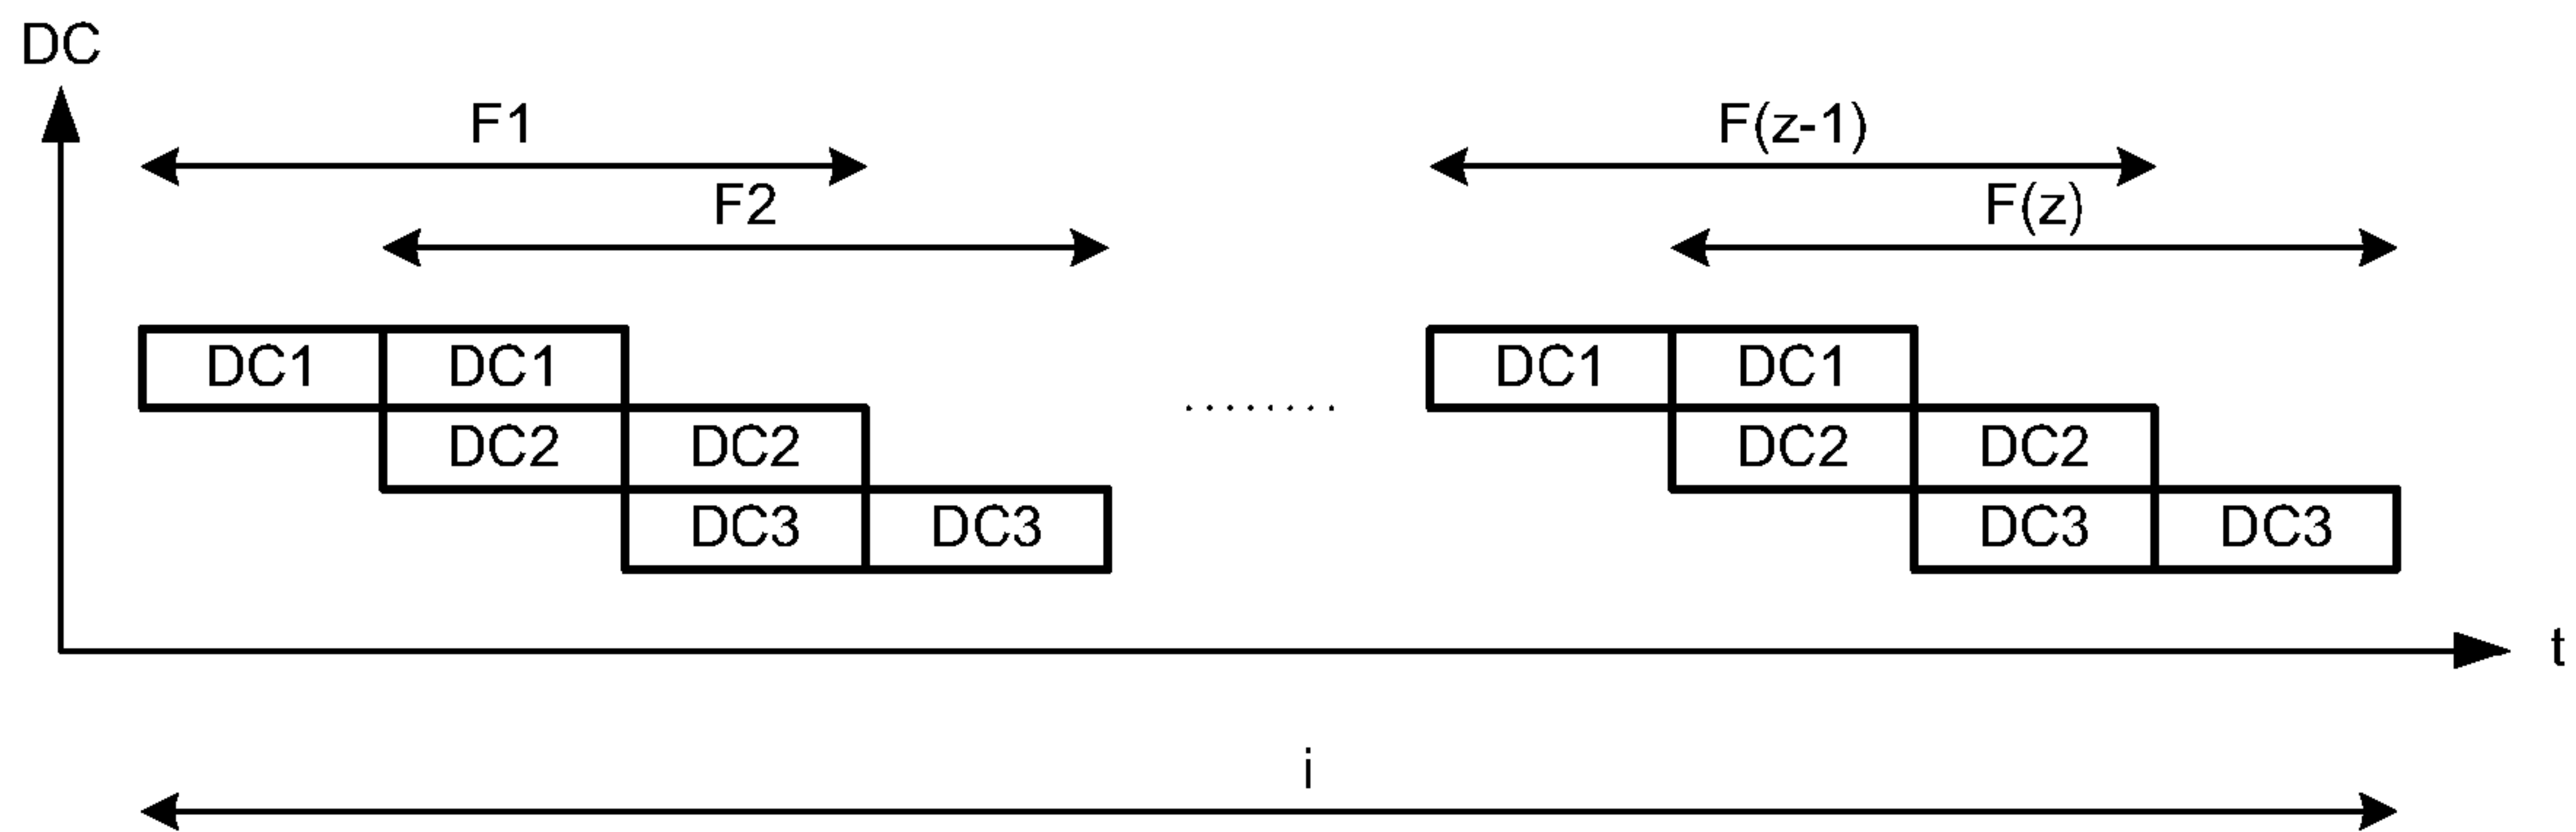 DC
F1
F(z-1)
F2
F(z)
DC1 DC1 DC1 DC1
DC2 DC2 ........ DC2 DC2
DC3 DC3 DC3 DC3
t
i